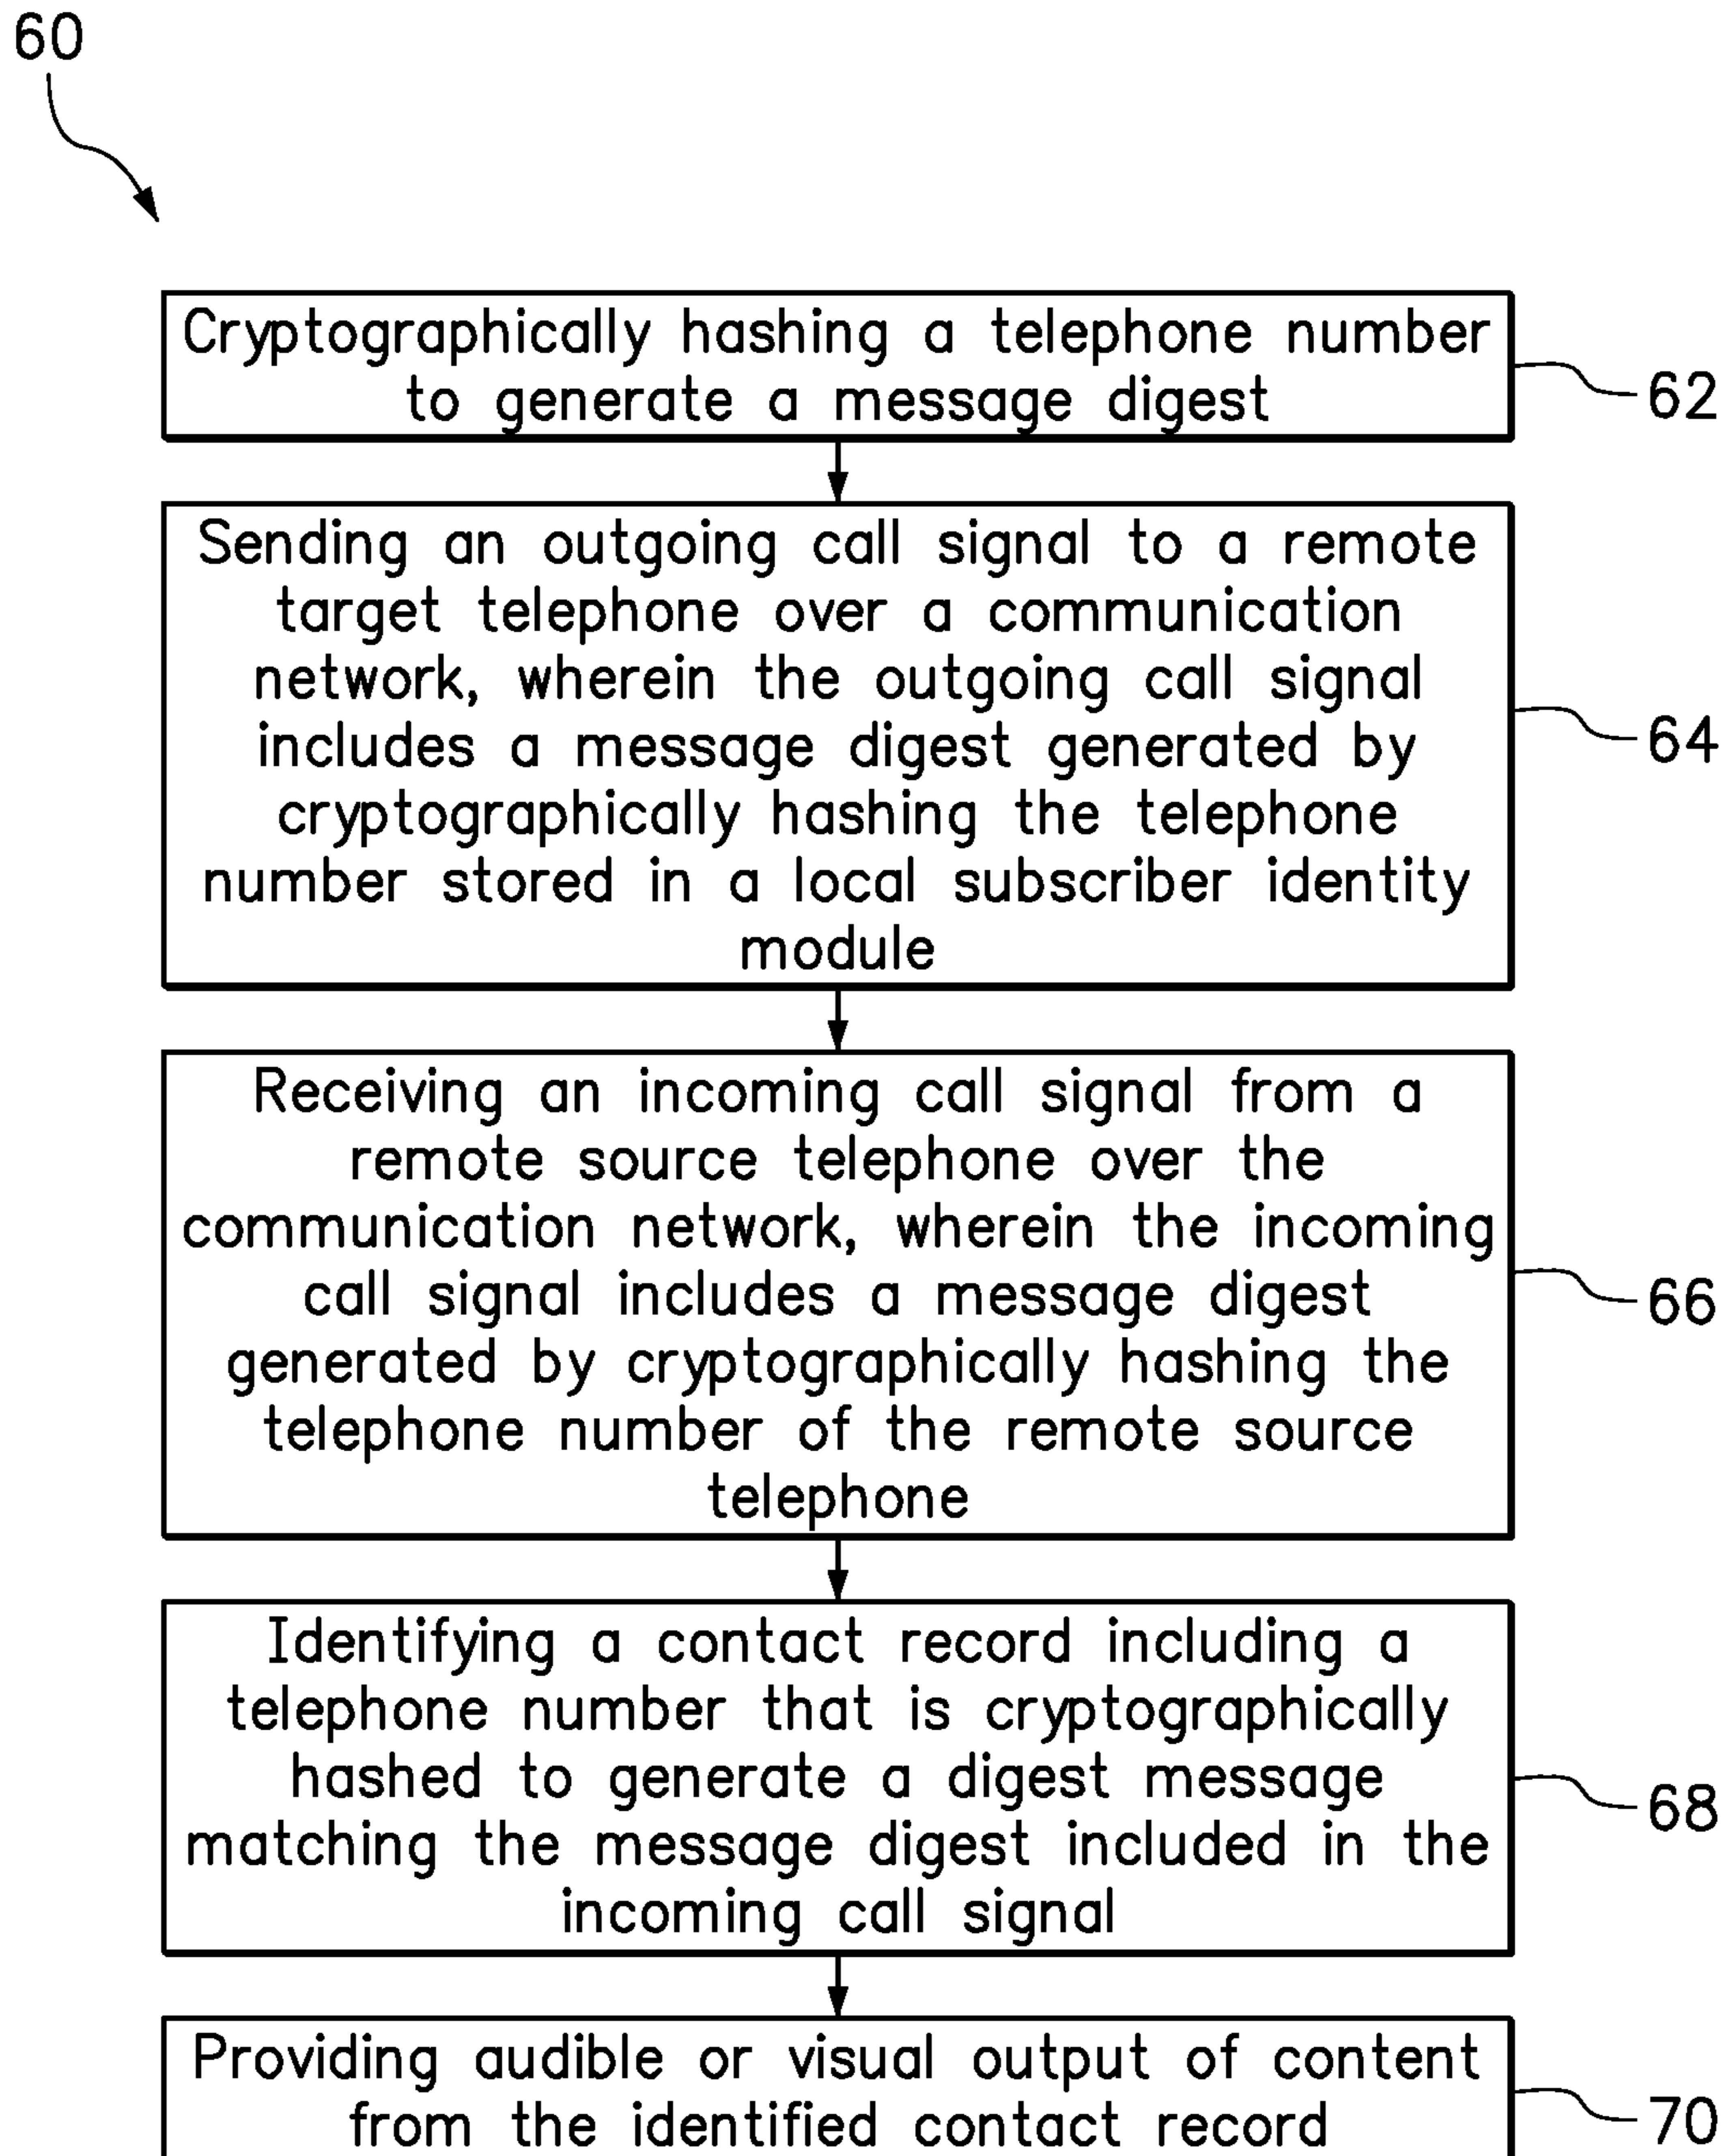 60
Cryptographically hashing a telephone number
to generate a message digest
62
Sending an outgoing call signal to a remote
target telephone over a communication
network, wherein the outgoing call signal
includes a message digest generated by
cryptographically hashing the telephone
number stored in a local subscriber identity
module
64
Receiving an incoming call signal from a
remote source telephone over the
communication network, wherein the incoming
call signal includes a message digest
generated by cryptographically hashing the
telephone number of the remote source
telephone
66
Identifying a contact record including a
telephone number that is cryptographically
hashed to generate a digest message
matching the message digest included in the
incoming call signal
68
Providing audible or visual output of content
from the identified contact record
70